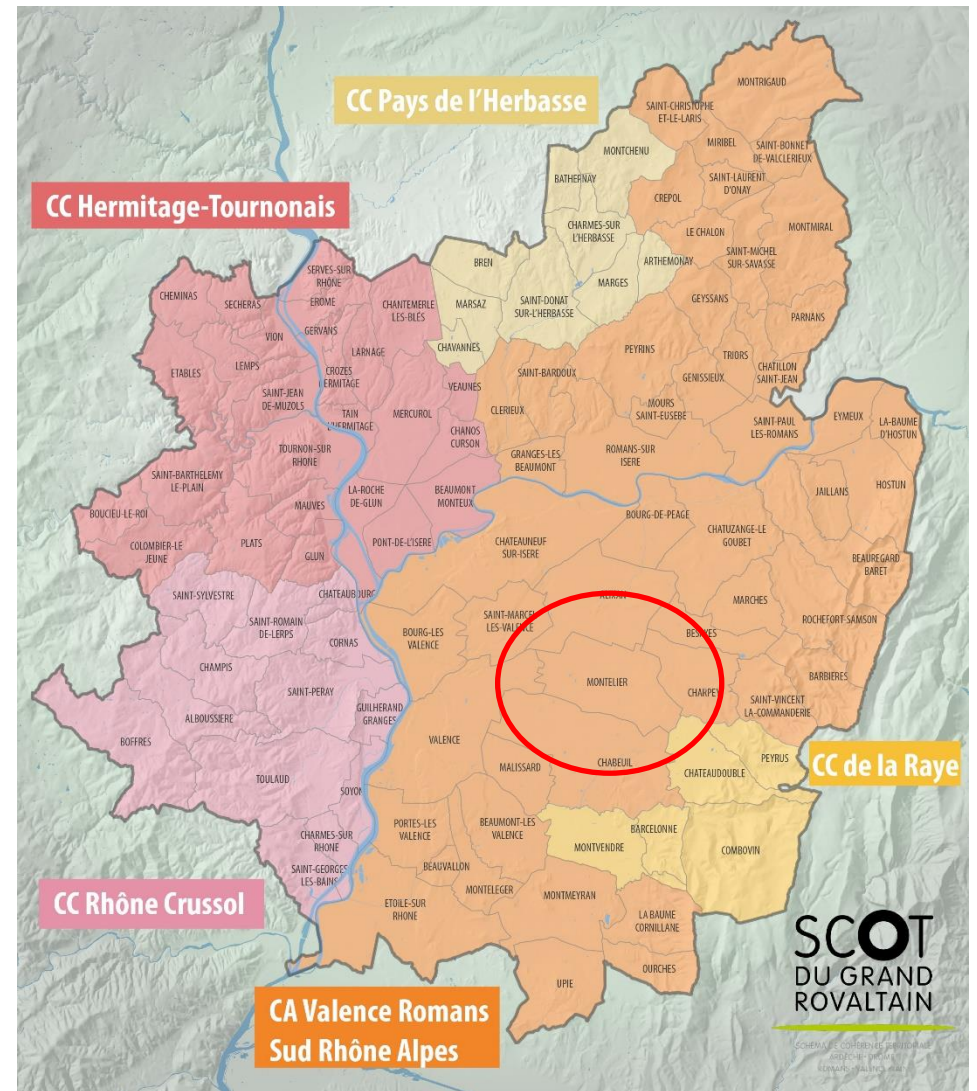 MONTRIGAUD
CC Pays de l'Herbasse
SAINT-CHRISTOPHE
ET-LE-LARIS
MIRIBEL
SAINT-BONNET
DE-VALCLERIEUX
MONTCHENU
SAINT-LAURENT
D'ONAY
BATHERNAY
CREPOL
CC Hermitage-Tournonais
CHARMES-SUR
L'HERBASSE
LE CHALON
MONTMIRAL
SAINT-MICHEL
SUR-SAVASSE
BREN
ARTHEMONAY
SERVES-SUR
RHÔNE
MARGES
CHEMINAS
SECHERAS
EROME
CHANTEMERLE
LES-BLÉS
MARSAZ
SAINT-DONAT
SUR-L'HERBASSE
GEYSSANS
PARNANS
VION
GERVANS
CHAVANNES
PEYRINS
TRIORS
LARNAGE
ETABLES
LEMPS
CROZES
HERMITAGE
VEAUNES
SAINT-BARDOUX
GENISSIEUX
CHATILLON
SAINT-JEAN
SAINT-JEAN
DE-MUZOLS
TAIN
L'HERMITAGE
MERCUROL
CLERIEUX
MOURS
SAINT-EUSEBE
SAINT-PAUL
LES-ROMANS
EYMEUX
LA-BAUME
D'HOSTUN
CHANOS
CURSON
TOURNON-SUR
RHÔNE
GRANGES-LES
BEAUMONT
ROMANS-SUR
ISERE
SAINT-BARTHELEMY
LE-PLAIN
LA-ROCHE
DE-GLUN
BEAUMONT
MONTEUX
JAILLANS
HOSTUN
MAUVES
BOUCIEU-LE-ROI
BOURG-DE-PEAGE
CHATUZANGE-LE
GOUBET
COLOMBIER-LE
JEUNE
PLATS
GLUN
PONT-DE-L'ISERE
CHATEAUNEUF
SUR-ISERE
BEAUREGARD
BARET
SAINT-SYLVESTRE
CHATEAUBOURG
ALIXAN
MARCHES
SAINT-ROMAIN
DE-LERPS
CORNAS
BOURG-LES
VALENCE
SAINT-MARCEL
LES-VALENCE
BESAYES
ROCHEFORT-SAMSON
CHAMPIS
SAINT-PERAY
MONTELIER
CHARPEY
BARBIERES
ALBOUSSIERE
GUILHERAND
GRANGES
SAINT-VINCENT
LA-COMMANDERIE
BOFFRES
VALENCE
MALISSARD
CHABEUIL
CHATEAUDOUBLE
PEYRUS
CC de la Raye
TOULAUD
SOYON
CHARMES-SUR
RHÔNE
PORTES-LES
VALENCE
BEAUMONT-LES
VALENCE
BARCELONNE
MONTVENDRE
COMBOVIN
SAINT-GEORGES
LES-BAINS
BEAUVALLON
CC Rhône Crussol
MONTELEGER
MONTMEYRAN
ETOILE-SUR
RHONE
LA BAUME
CORNILLANE
UPIE
OURCHES
CA Valence Romans
Sud Rhône Alpes
SCOT
DU GRAND
ROVALTAIN
SCHÉMA DE COHÉRENCE TERRITORIALE